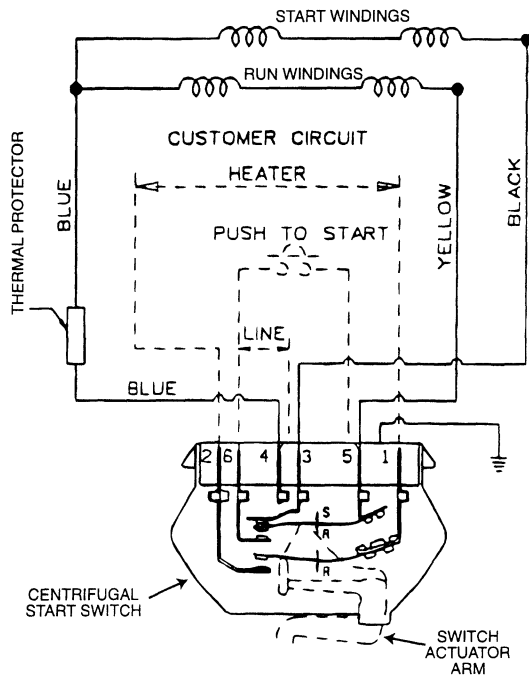 START WINDINGS
RUN WINDINGS
CUSTOMER CIRCUIT
HEATER
PUSH TO START
THERMAL PROTECTOR
BLUE
YELLOW
BLACK
LINE
BLUE
2 6 4 3 5 1
S
R
R
CENTRIFUGAL
START SWITCH
SWITCH
ACTUATOR
ARM